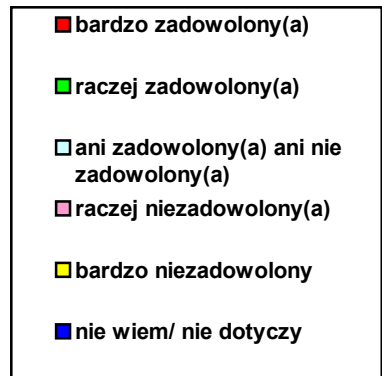 bardzo zadowolony(a)
raczej zadowolony(a)
ani zadowolony(a) ani nie
zadowolony(a)
raczej niezadowolony(a)
bardzo niezadowolony
nie wiem/ nie dotyczy